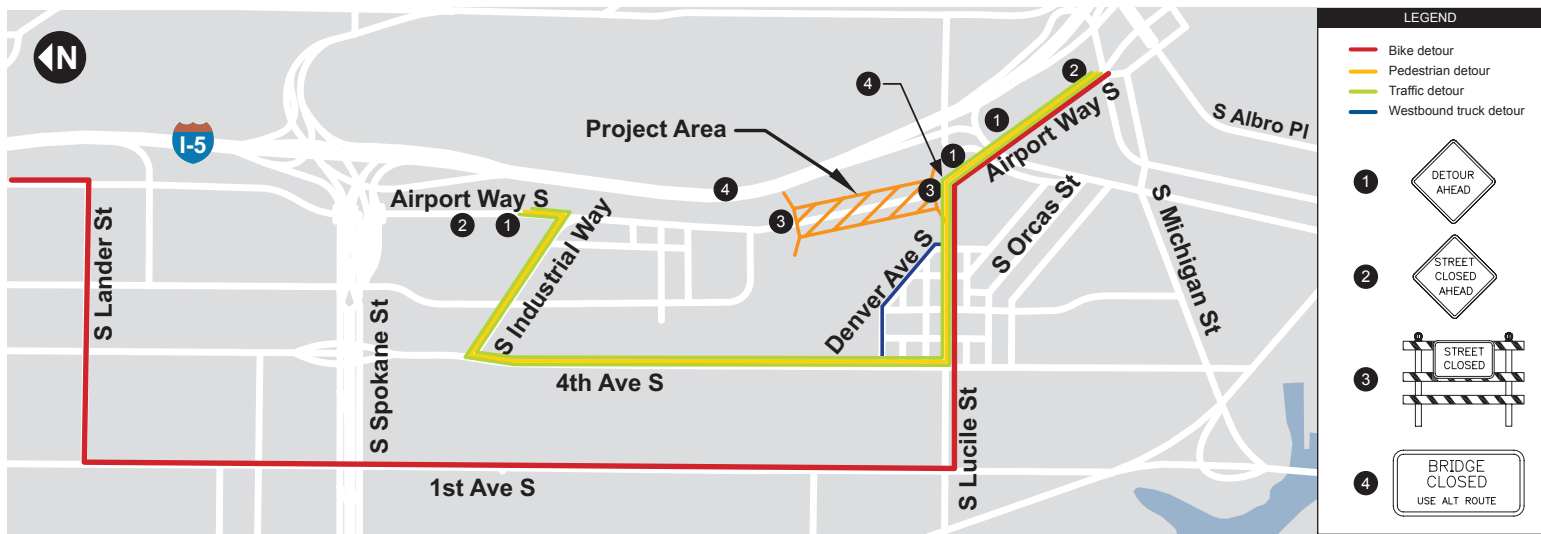 N
I-5
Project Area
4
1
2
Airport Way S
S Albro Pl
4
1
3
3
Airport Way S
2
1
S Lander St
S Spokane St
S Industrial Way
Denver Ave S
S Orcas St
S Michigan St
4th Ave S
S Lucile St
1st Ave S
LEGEND
Bike detour
Pedestrian detour
Traffic detour
Westbound truck detour
1
DETOUR
AHEAD
2
STREET
CLOSED
AHEAD
3
STREET
CLOSED
4
BRIDGE
CLOSED
USE ALT ROUTE